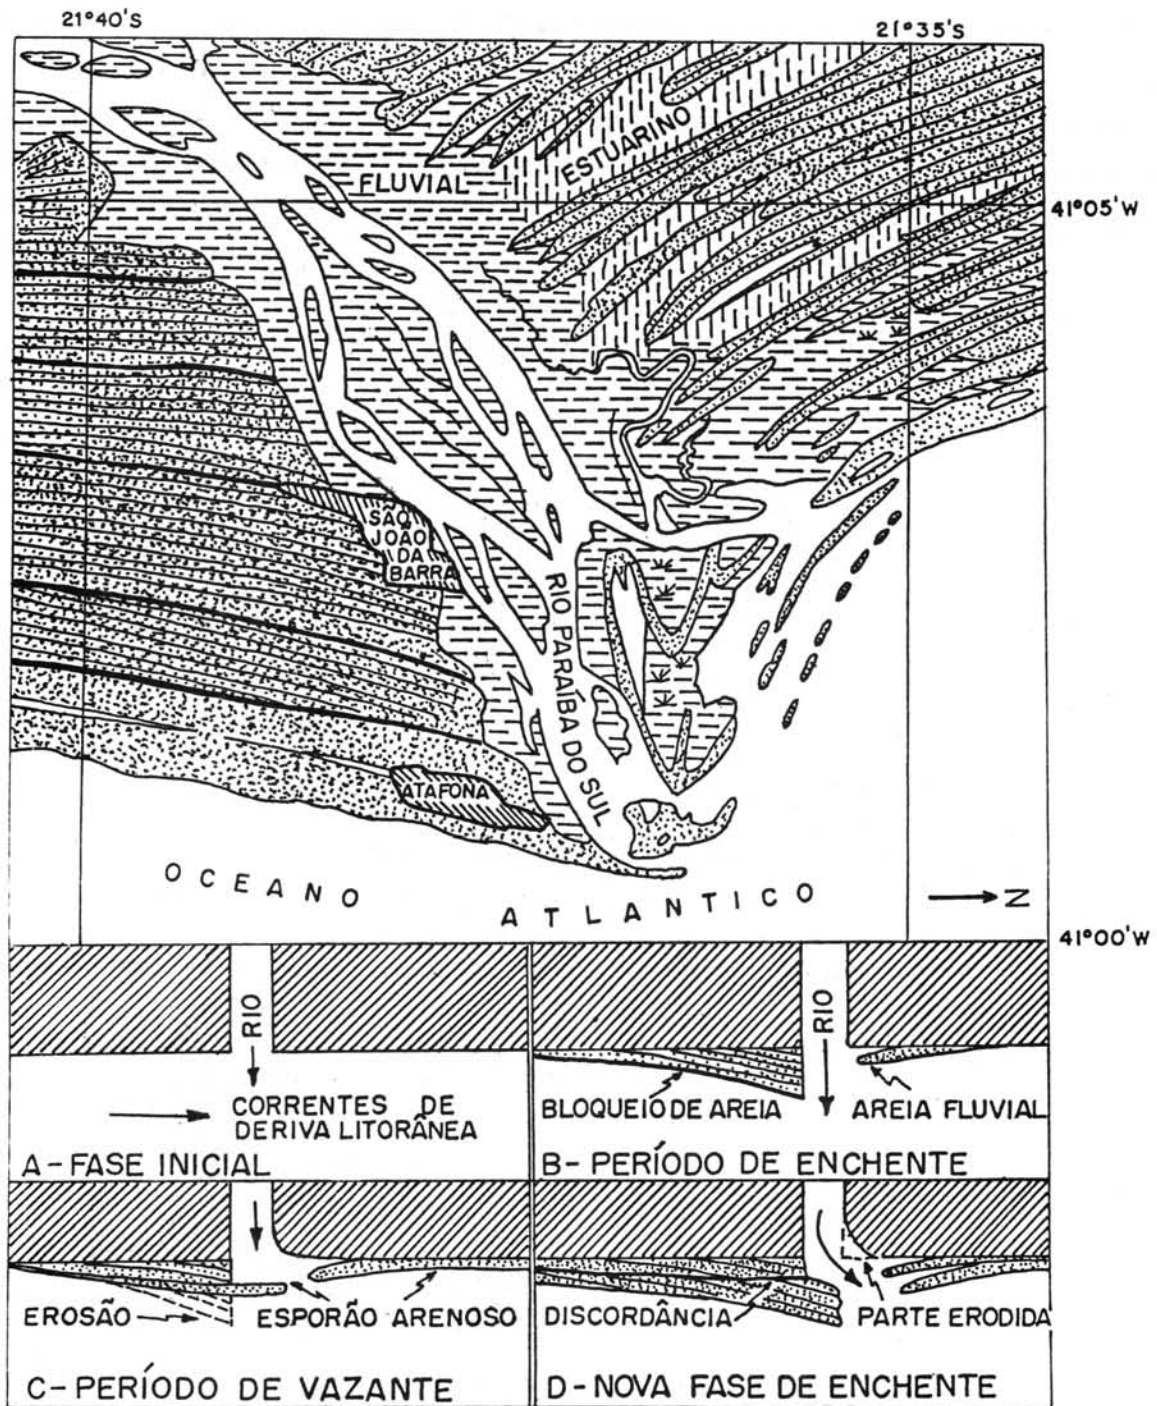 21°40'S
21°35'S
ESTUARINO
FLUVIAL
41°05'W
SÃO
JOÃO
DA
BARRA
RIO PARAÍBA DO SUL
ATAFONA
OCEANO
ATLANTICO
N
41°00'W
RIO
CORRENTES DE
DERIVA LITORÂNEA
A - FASE INICIAL
RIO
BLOQUEIO DE AREIA
AREIA FLUVIAL
B - PERÍODO DE ENCHENTE
EROSÃO
ESPORÃO ARENOSO
C - PERÍODO DE VAZANTE
DISCORDÂNCIA
PARTE ERODIDA
D - NOVA FASE DE ENCHENTE